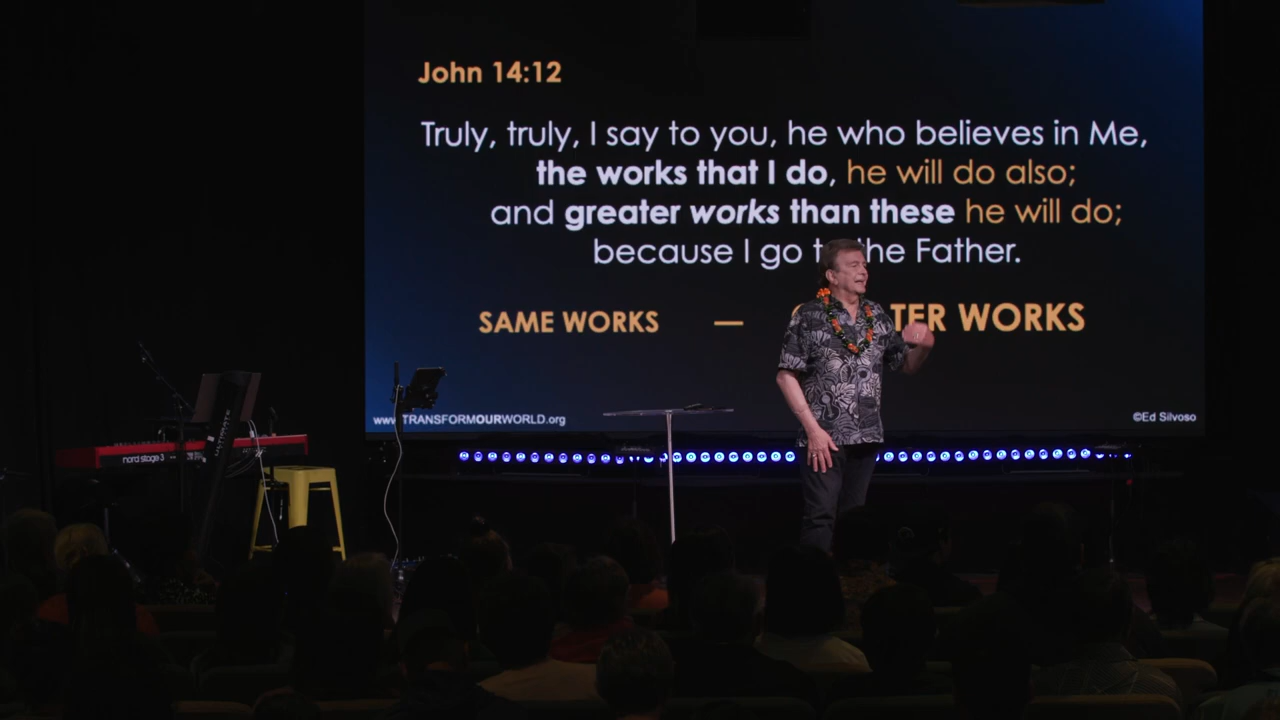 John 14:12
Truly, truly, I say to you, he who believes in Me,
the works that I do, he will do also;
and greater works than these he will do;
because I go t the Father.
SAME WORKS — TER WORKS
www.TRANSFORMOURWORLD.org
©Ed Silvoso
nord stage 3